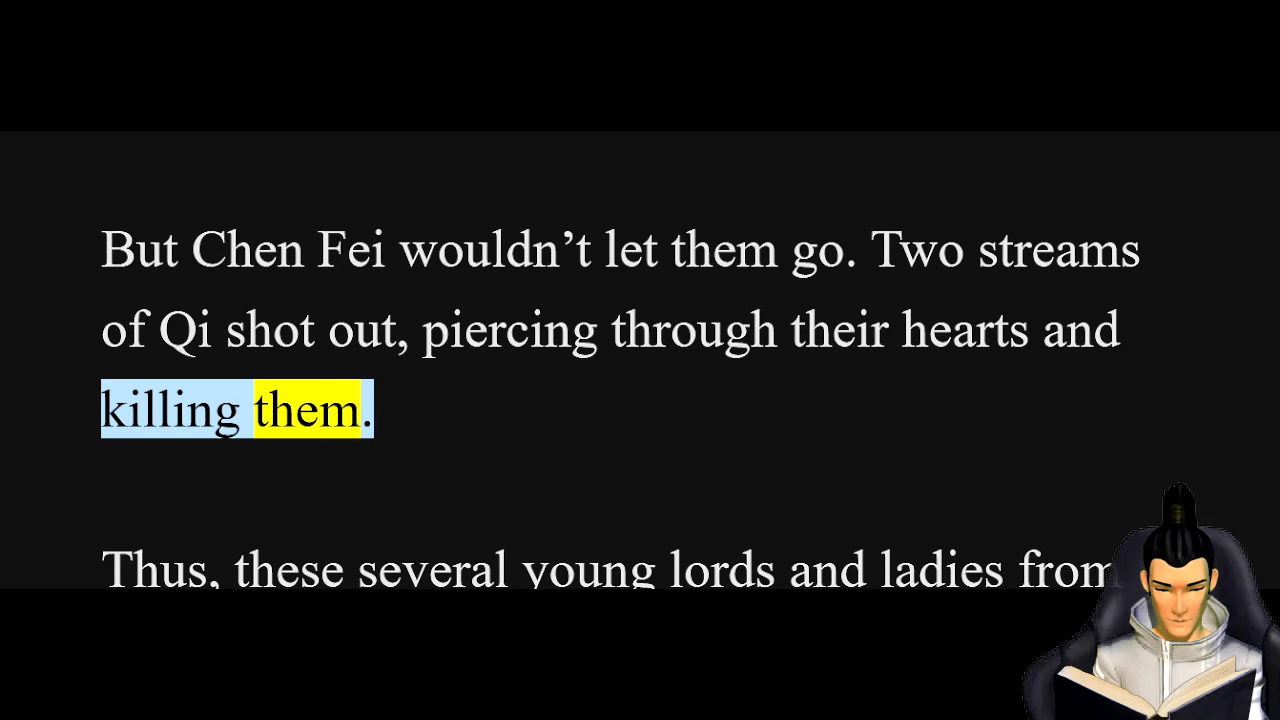 But Chen Fei wouldn’t let them go. Two streams
of Qi shot out, piercing through their hearts and
killing them.
Thus, these several young lords and ladies from